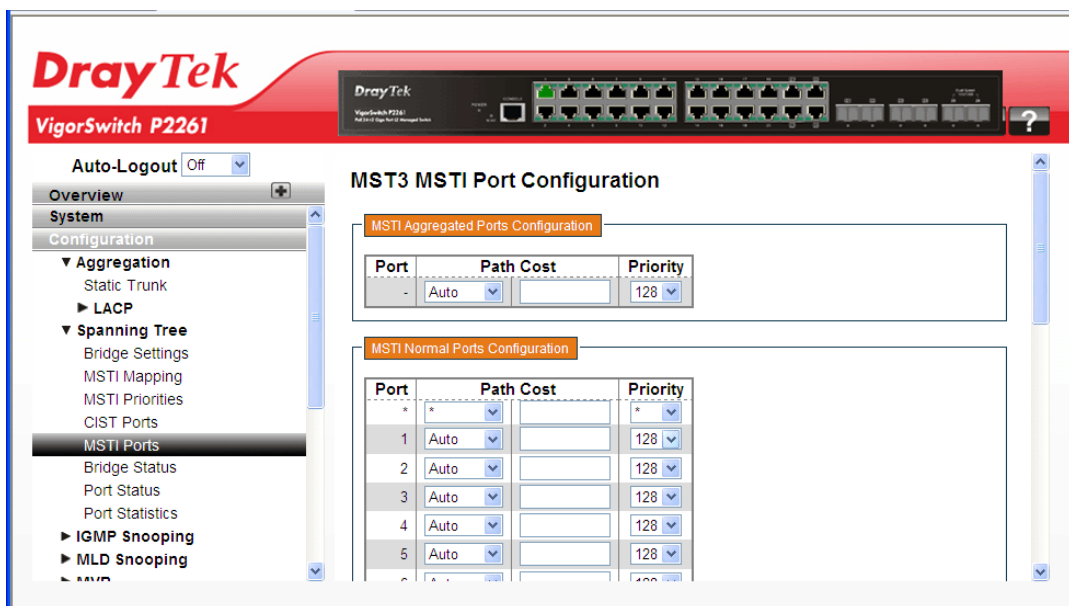 DrayTek
VigorSwitch P2261
DrayTek
VigorSwitch P2261
?
Auto-Logout Off
Overview
System
Configuration
▼ Aggregation
Static Trunk
► LACP
▼ Spanning Tree
Bridge Settings
MSTI Mapping
MSTI Priorities
CIST Ports
MSTI Ports
Bridge Status
Port Status
Port Statistics
► IGMP Snooping
► MLD Snooping
MST3 MSTI Port Configuration
MSTI Aggregated Ports Configuration
Port Path Cost Priority
- Auto 128
MSTI Normal Ports Configuration
Port Path Cost Priority
* * *
1 Auto 128
2 Auto 128
3 Auto 128
4 Auto 128
5 Auto 128